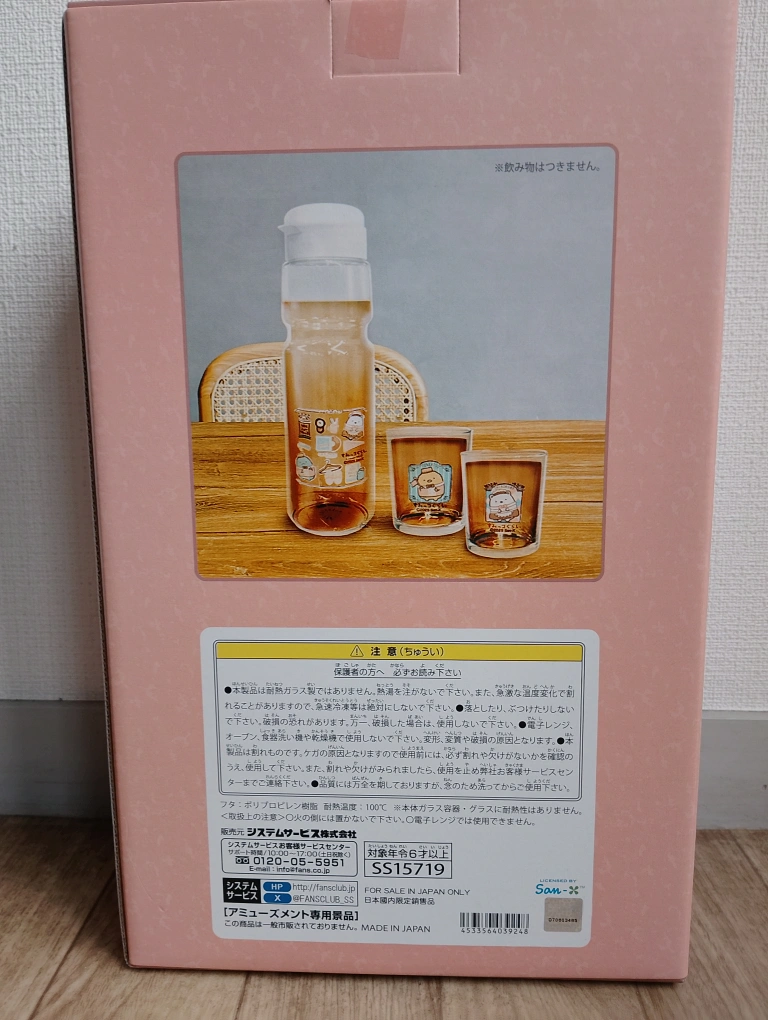 ※飲み物はつきません。
すみっコぐらし
⚠ 注意(ちゅうい)
保護者の方へ 必ずお読み下さい
●本製品は耐熱ガラス製ではありません。熱湯を注がないで下さい。また、急激な温度変化で割
れることがありますので、急速冷凍等は絶対にしないで下さい。●落としたり、ぶつけたりしない
で下さい。破損の恐れがあります。万一、破損した場合は、使用しないで下さい。●電子レンジ、
オーブン、食器洗い機や乾燥機で使用しないで下さい。変形、変質や破損の原因となります。●本
製品は割れものです。ケガの原因となりますので使用前には、必ず割れや欠けがないかを確認の
うえ、使用して下さい。また、割れや欠けがみられましたら、使用を止め弊社お客様サービスセン
ターまでご連絡下さい。●品質には万全を期しておりますが、念のため洗ってからご使用下さい。
フタ:ポリプロピレン樹脂 耐熱温度:100℃ ※本体ガラス容器・グラスに耐熱性はありません。
<取扱上の注意>○火の側には置かないで下さい。○電子レンジでは使用できません。
販売元 システムサービス株式会社
システムサービスお客様サービスセンター
サポート時間/10:00〜17:00(土日祝除く)
0120-05-5951
E-mail : info@fans.co.jp
対象年令6才以上
SS15719
システムサービス
HP http://fansclub.jp
X @FANSCLUB_SS
FOR SALE IN JAPAN ONLY
日本国内限定販売品
LICENSED BY
San-X
[アミューズメント専用景品]
この商品は一般市販されておりません。 MADE IN JAPAN
4533564039248